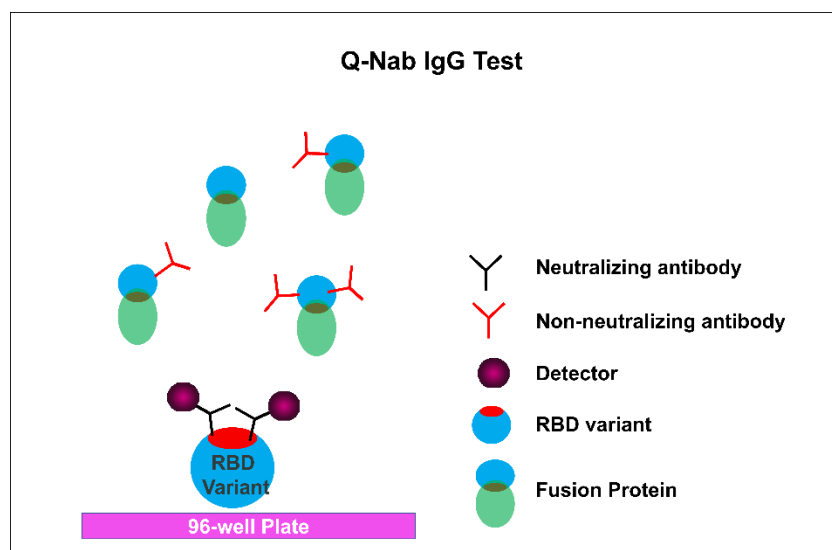 Q-Nab IgG Test
Neutralizing antibody
Non-neutralizing antibody
Detector
RBD variant
Fusion Protein
RBD
Variant
96-well Plate